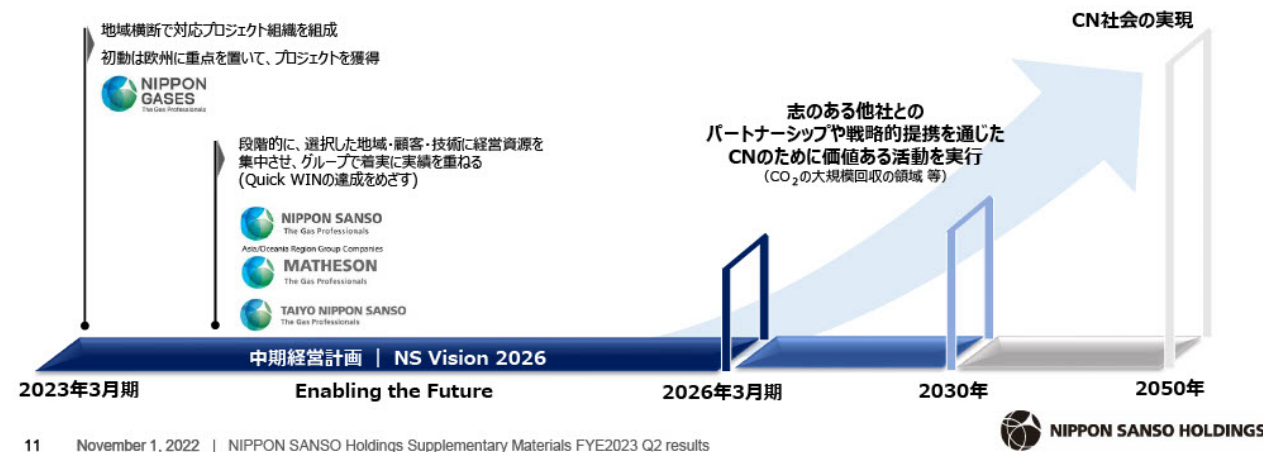 CN社会の実現
地域横断で対応プロジェクト組織を組成
初動は欧州に重点を置いて、プロジェクトを獲得
NIPPON
GASES
The Gas Professionals
志のある他社との
パートナーシップや戦略的提携を通じた
CNのために価値ある活動を実行
（CO₂の大規模回収の領域 等）
段階的に、選択した地域・顧客・技術に経営資源を
集中させ、グループで着実に実績を重ねる
(Quick WINの達成をめざす)
NIPPON SANSO
The Gas Professionals
Asia/Oceania Region Group Companies
MATHESON
The Gas Professionals
TAIYO NIPPON SANSO
The Gas Professionals
中期経営計画 | NS Vision 2026
2023年3月期
Enabling the Future
2026年3月期
2030年
2050年
11 November 1, 2022 | NIPPON SANSO Holdings Supplementary Materials FYE2023 Q2 results
NIPPON SANSO HOLDINGS